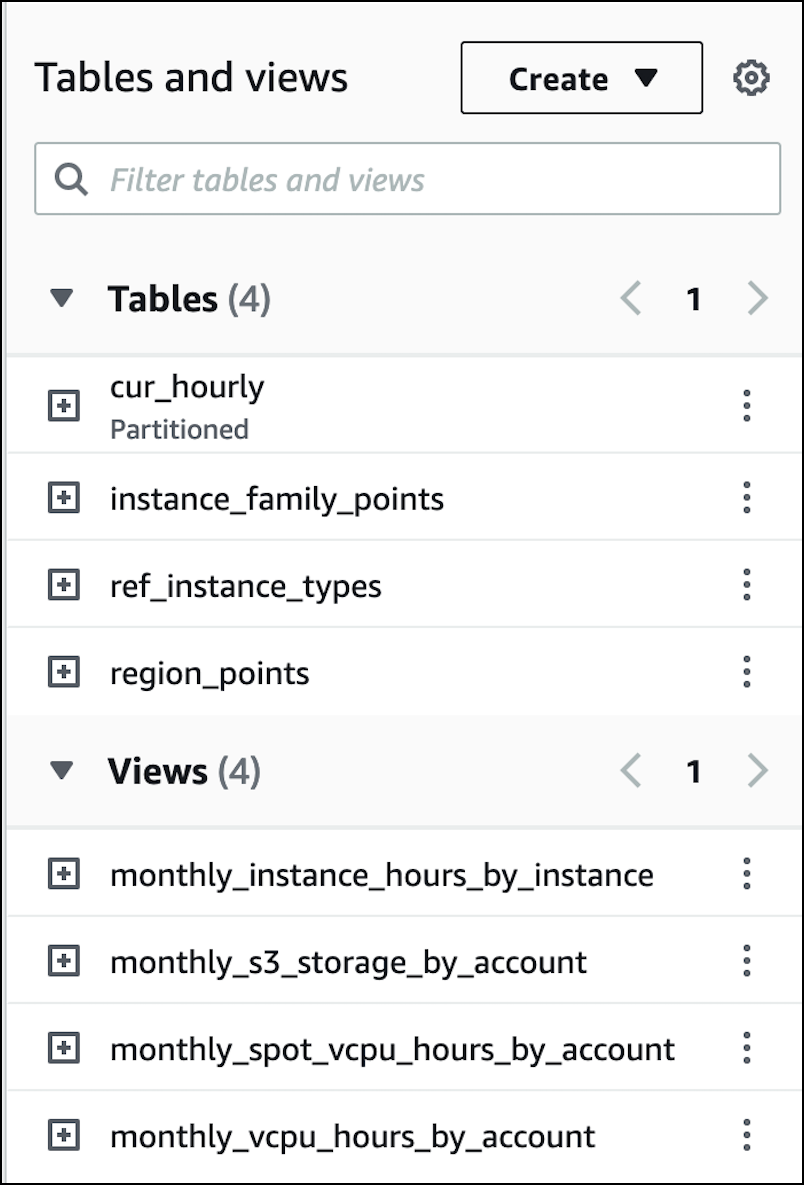 Tables and views
Create
Filter tables and views
Tables (4)
1
cur_hourly
Partitioned
instance_family_points
ref_instance_types
region_points
Views (4)
1
monthly_instance_hours_by_instance
monthly_s3_storage_by_account
monthly_spot_vcpu_hours_by_account
monthly_vcpu_hours_by_account